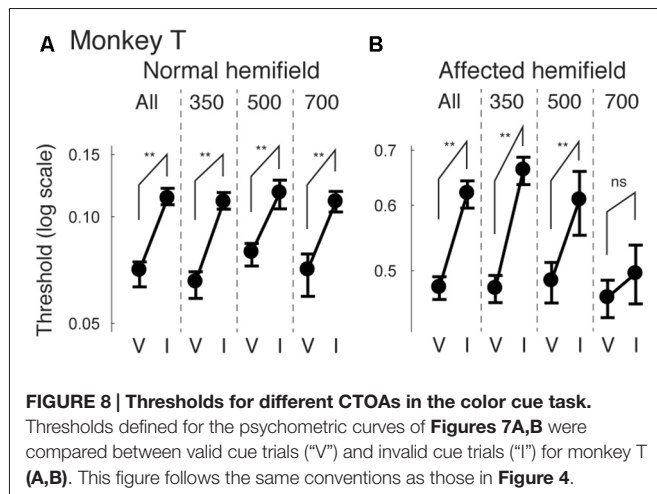 A Monkey T B
Normal hemifield Affected hemifield
All 350 500 700 All 350 500 700
** ** ** ** ** ** ** ns
Threshold (log scale)
0.15
0.10
0.05
0.7
0.6
0.5
V I V I V I V I V I V I V I V I
FIGURE 8 | Thresholds for different CTOAs in the color cue task.
Thresholds defined for the psychometric curves of Figures 7A,B were
compared between valid cue trials (“V”) and invalid cue trials (“I”) for monkey T
(A,B). This figure follows the same conventions as those in Figure 4.